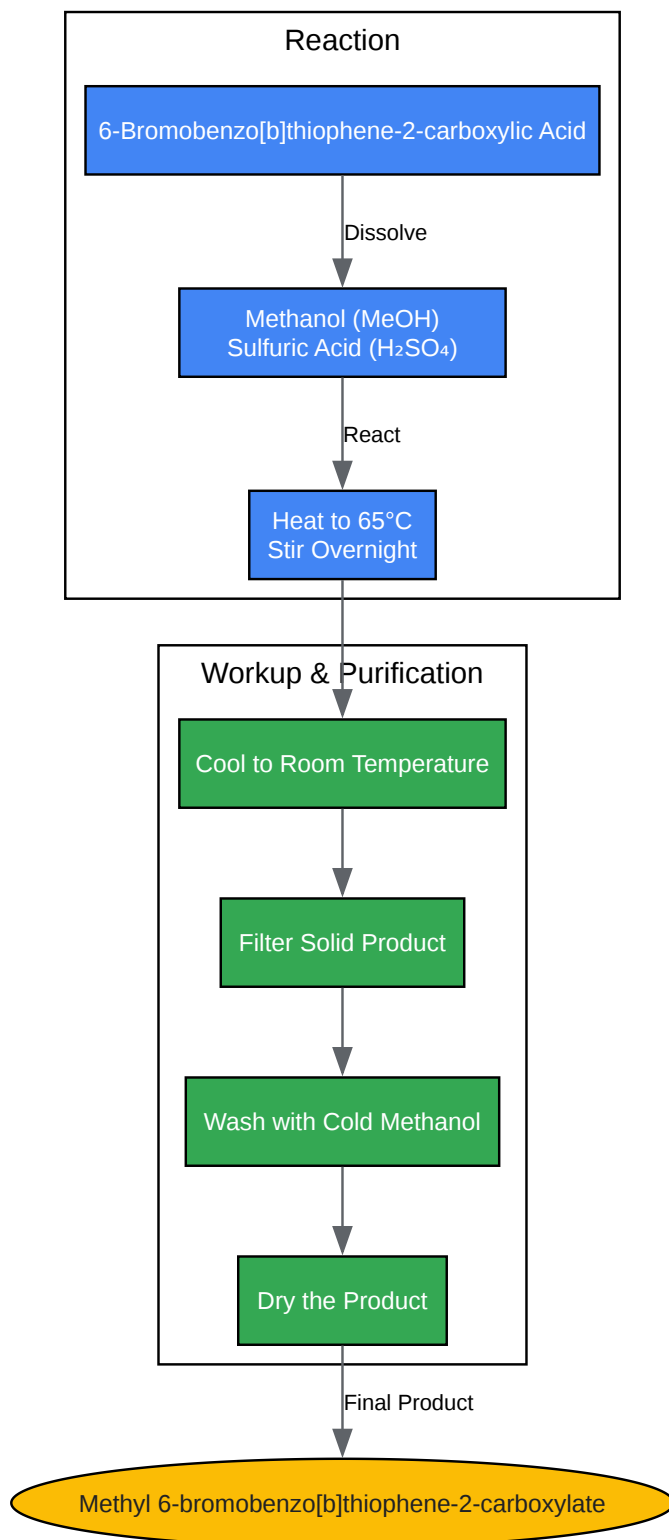 Reaction
6-Bromobenzo[b]thiophene-2-carboxylic Acid
Dissolve
Methanol (MeOH)
Sulfuric Acid (H₂SO₄)
React
Heat to 65°C
Stir Overnight
Workup & Purification
Cool to Room Temperature
Filter Solid Product
Wash with Cold Methanol
Dry the Product
Final Product
Methyl 6-bromobenzo[b]thiophene-2-carboxylate